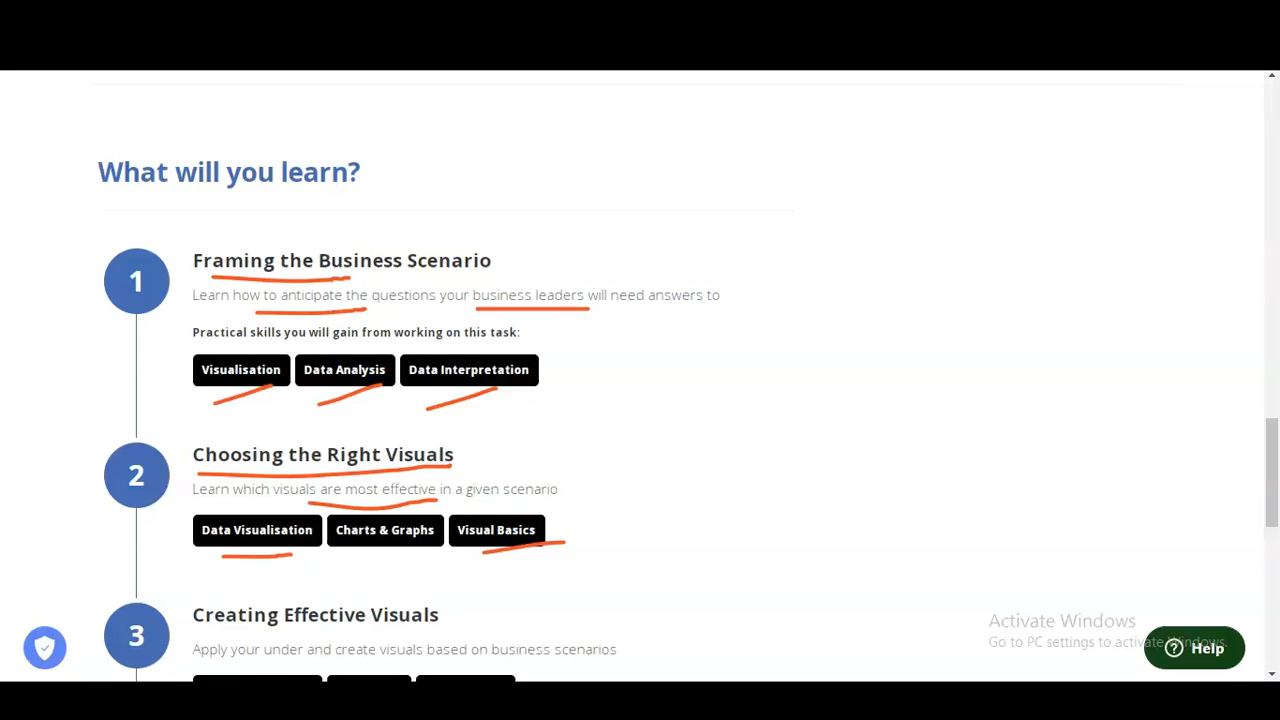 What will you learn?
1
Framing the Business Scenario
Learn how to anticipate the questions your business leaders will need answers to
Practical skills you will gain from working on this task:
Visualisation Data Analysis Data Interpretation
2
Choosing the Right Visuals
Learn which visuals are most effective in a given scenario
Data Visualisation Charts & Graphs Visual Basics
3
Creating Effective Visuals
Apply your under and create visuals based on business scenarios
Activate Windows
Go to PC settings to activate Windows.
Help